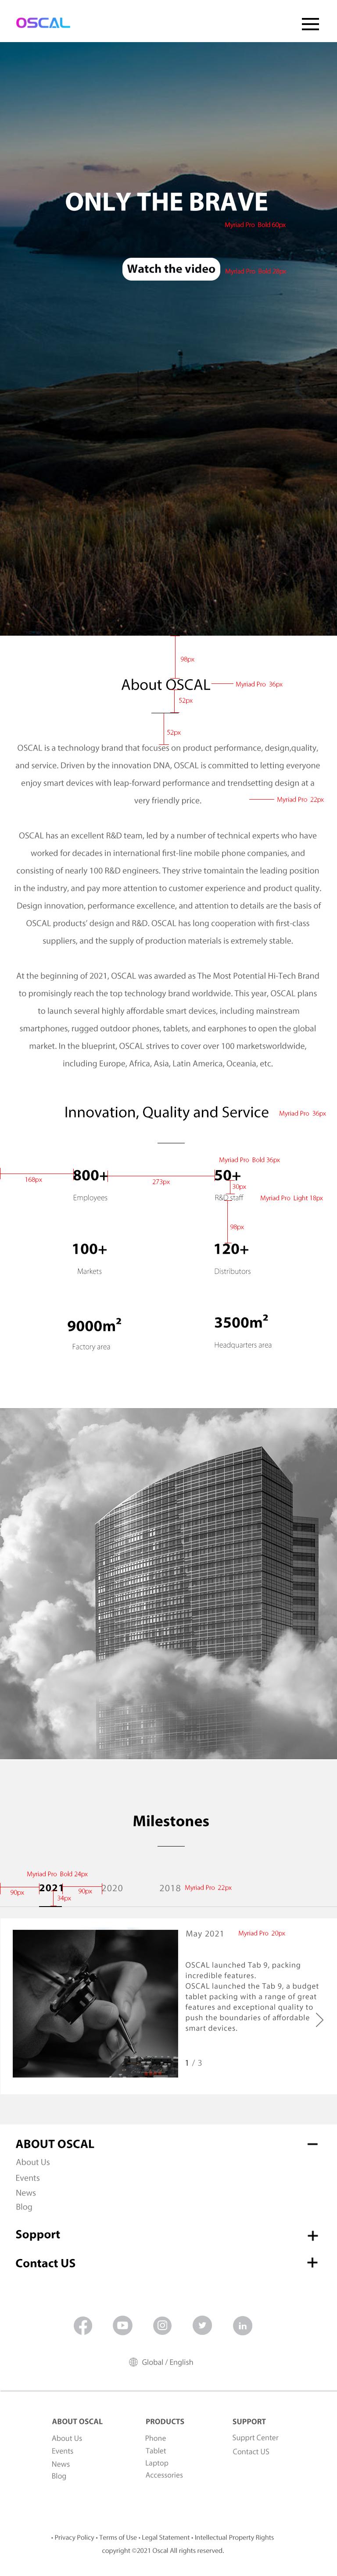 OSCAL
ONLY THE BRAVE
Myriad Pro Bold 60px
Watch the video
98px
About OSCAL
Myriad Pro 36px
52px
52px
OSCAL is a technology brand that focuses on product performance, design,quality,
and service. Driven by the innovation DNA, OSCAL is committed to letting everyone
enjoy smart devices with leap-forward performance and trendsetting design at a
very friendly price.
Myriad Pro 22px
OSCAL has an excellent R&D team, led by a number of technical experts who have
worked for decades in international first-line mobile phone companies, and
consisting of nearly 100 R&D engineers. They strive tomaintain the leading position
in the industry, and pay more attention to customer experience and product quality.
Design innovation, performance excellence, and attention to details are the basis of
OSCAL products' design and R&D. OSCAL has long cooperation with first-class
suppliers, and the supply of production materials is extremely stable.
At the beginning of 2021, OSCAL was awarded as The Most Potential Hi-Tech Brand
to promisingly reach the top technology brand worldwide. This year, OSCAL plans
to launch several highly affordable smart devices, including mainstream
smartphones, rugged outdoor phones, tablets, and earphones to open the global
market. In the blueprint, OSCAL strives to cover over 100 marketsworldwide,
including Europe, Africa, Asia, Latin America, Oceania, etc.
Innovation, Quality and Service
Myriad Pro 36px
Myriad Pro Bold 36px
168px
800+
273px
50+
30px
Employees
R&D staff
Myriad Pro Light 18px
98px
100+
120+
Markets
Distributors
9000m²
3500m²
Factory area
Headquarters area
Milestones
Myriad Pro Bold 24px
90px
2021
34px
90px
2020
2018
Myriad Pro 22px
May 2021
Myriad Pro 20px
OSCAL launched Tab 9, packing
incredible features.
OSCAL launched the Tab 9, a budget
tablet packing with a range of great
features and exceptional quality to
push the boundaries of affordable
smart devices.
1 / 3
ABOUT OSCAL
About Us
Events
News
Blog
Support
Contact US
Global / English
ABOUT OSCAL
PRODUCTS
SUPPORT
About Us
Phone
Supprt Center
Events
Tablet
Contact US
News
Laptop
Blog
Accessories
• Privacy Policy • Terms of Use • Legal Statement • Intellectual Property Rights
copyright ©2021 Oscal All rights reserved.